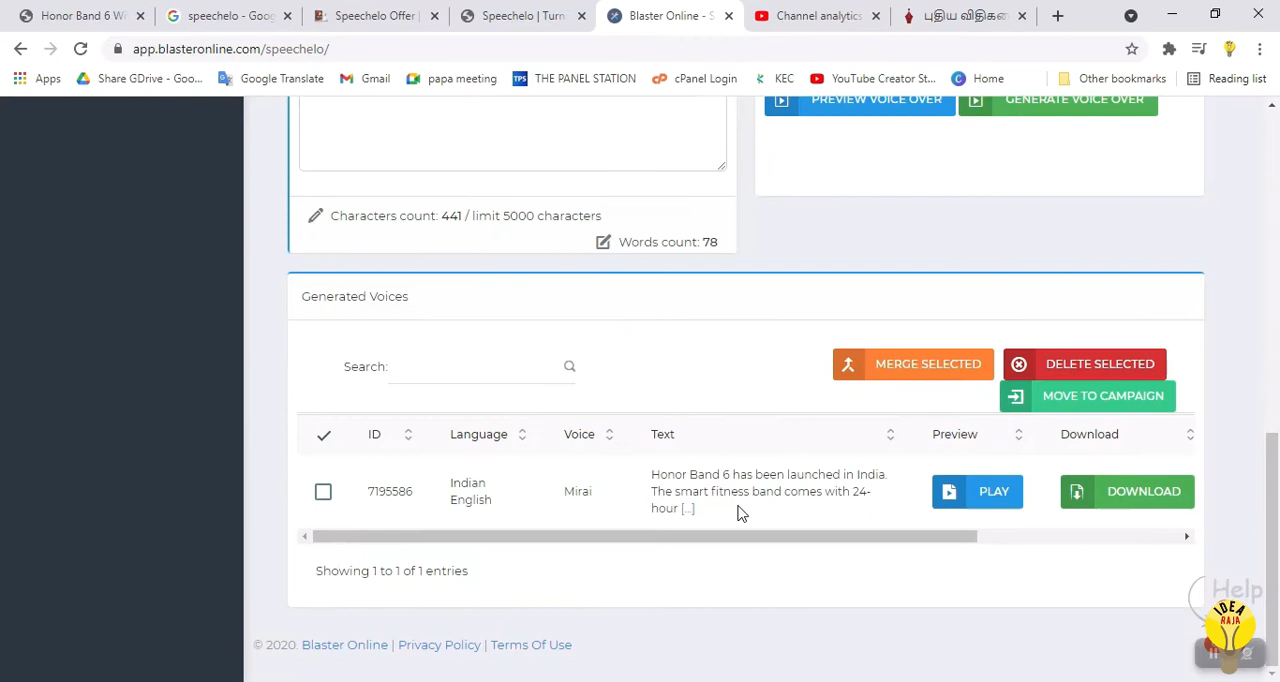 Honor Band 6 Wi
speechelo - Goog
Speechelo Offer |
Speechelo | Turn
Blaster Online - S
Channel analytics
புதிய விதிகளை
app.blasteronline.com/speechelo/
Apps
Share GDrive - Goo...
Google Translate
Gmail
papa meeting
TPS
THE PANEL STATION
cPanel Login
KEC
YouTube Creator St...
Home
Other bookmarks
Reading list
PREVIEW VOICE OVER
GENERATE VOICE OVER
Characters count: 441 / limit 5000 characters
Words count: 78
Generated Voices
Search:
MERGE SELECTED
DELETE SELECTED
MOVE TO CAMPAIGN
ID
Language
Voice
Text
Preview
Download
Indian
English
7195586
Mirai
Honor Band 6 has been launched in India.
The smart fitness band comes with 24-
hour [...]
PLAY
DOWNLOAD
Showing 1 to 1 of 1 entries
Help
IDEA
RAJA
© 2020. Blaster Online | Privacy Policy | Terms Of Use